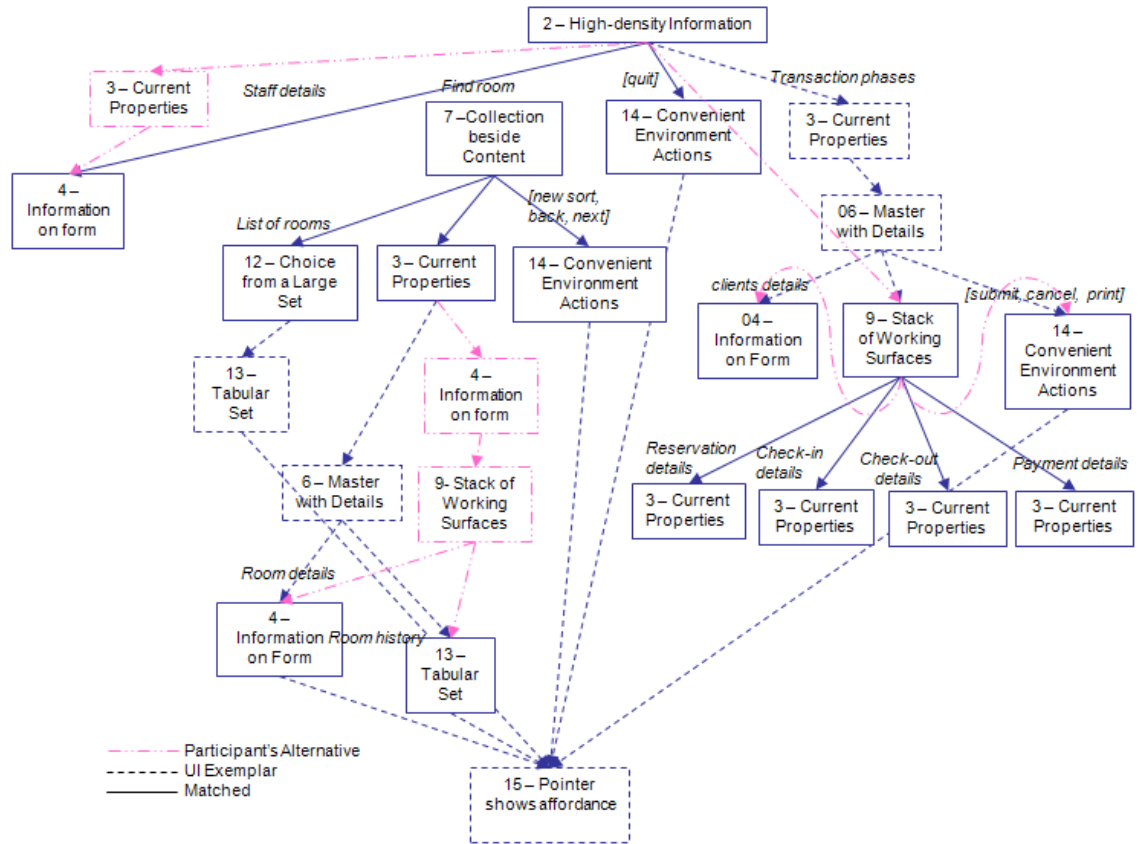 2 – High-density Information
3 – Current
Properties
Staff details
Find room
[quit]
Transaction phases
7 –Collection
beside
Content
14 – Convenient
Environment
Actions
3 – Current
Properties
4 –
Information
on form
List of rooms
[new sort,
back, next]
06 – Master
with Details
12 – Choice
from a Large
Set
3 – Current
Properties
14 – Convenient
Environment
Actions
clients details
[submit, cancel, print]
04 –
Information
on Form
9 – Stack
of Working
Surfaces
14 –
Convenient
Environment
Actions
13 –
Tabular
Set
4 –
Information
on form
6 – Master
with Details
9- Stack of
Working
Surfaces
Reservation
details
Check-in
details
Check-out
details
Payment details
3 – Current
Properties
3 – Current
Properties
3 – Current
Properties
3 – Current
Properties
Room details
4 –
Information
on Form
Room history
13 –
Tabular
Set
Participant's Alternative
UI Exemplar
Matched
15 – Pointer
shows affordance